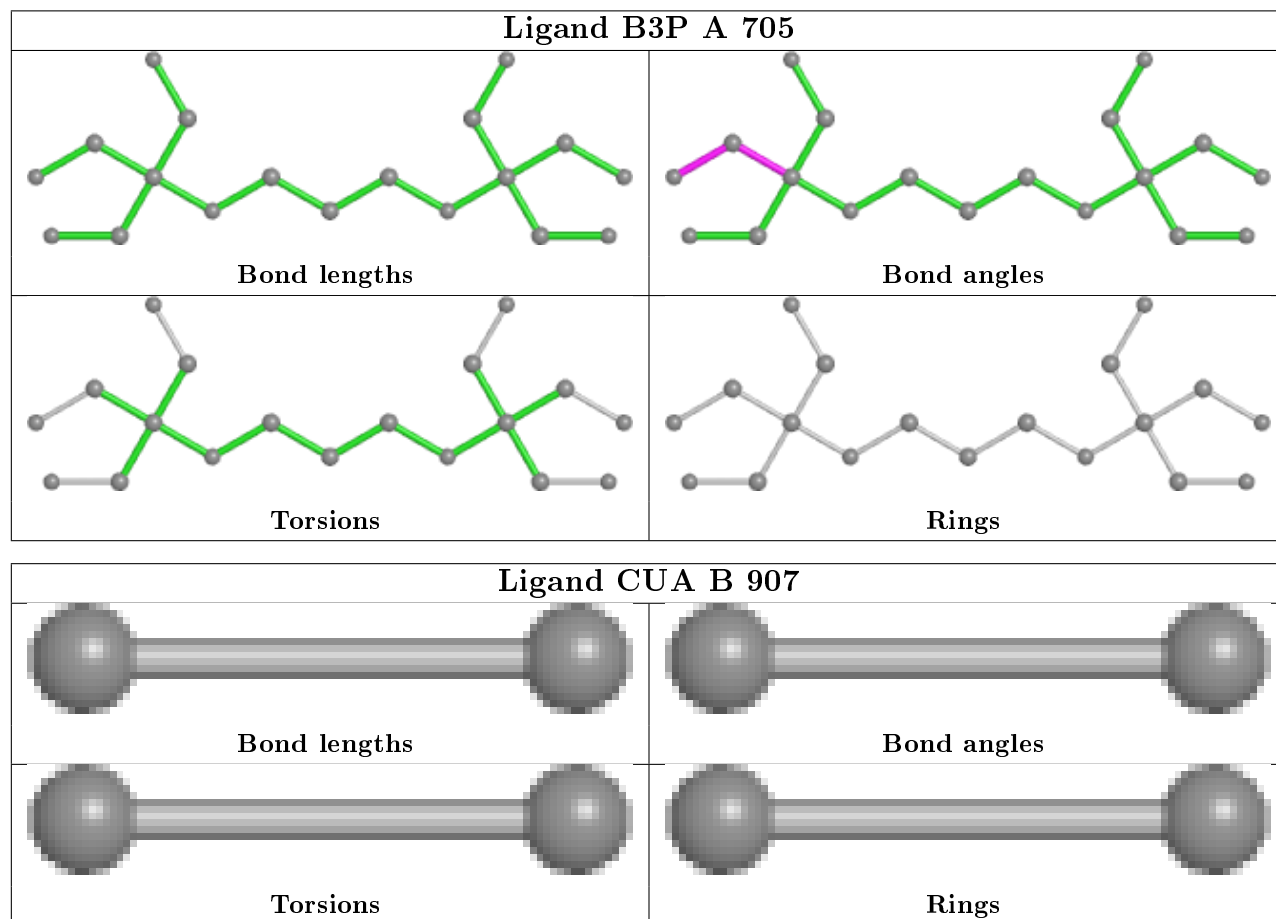 Ligand B3P A 705
Bond lengths
Bond angles
Torsions
Rings
Ligand CUA B 907
Bond lengths
Bond angles
Torsions
Rings